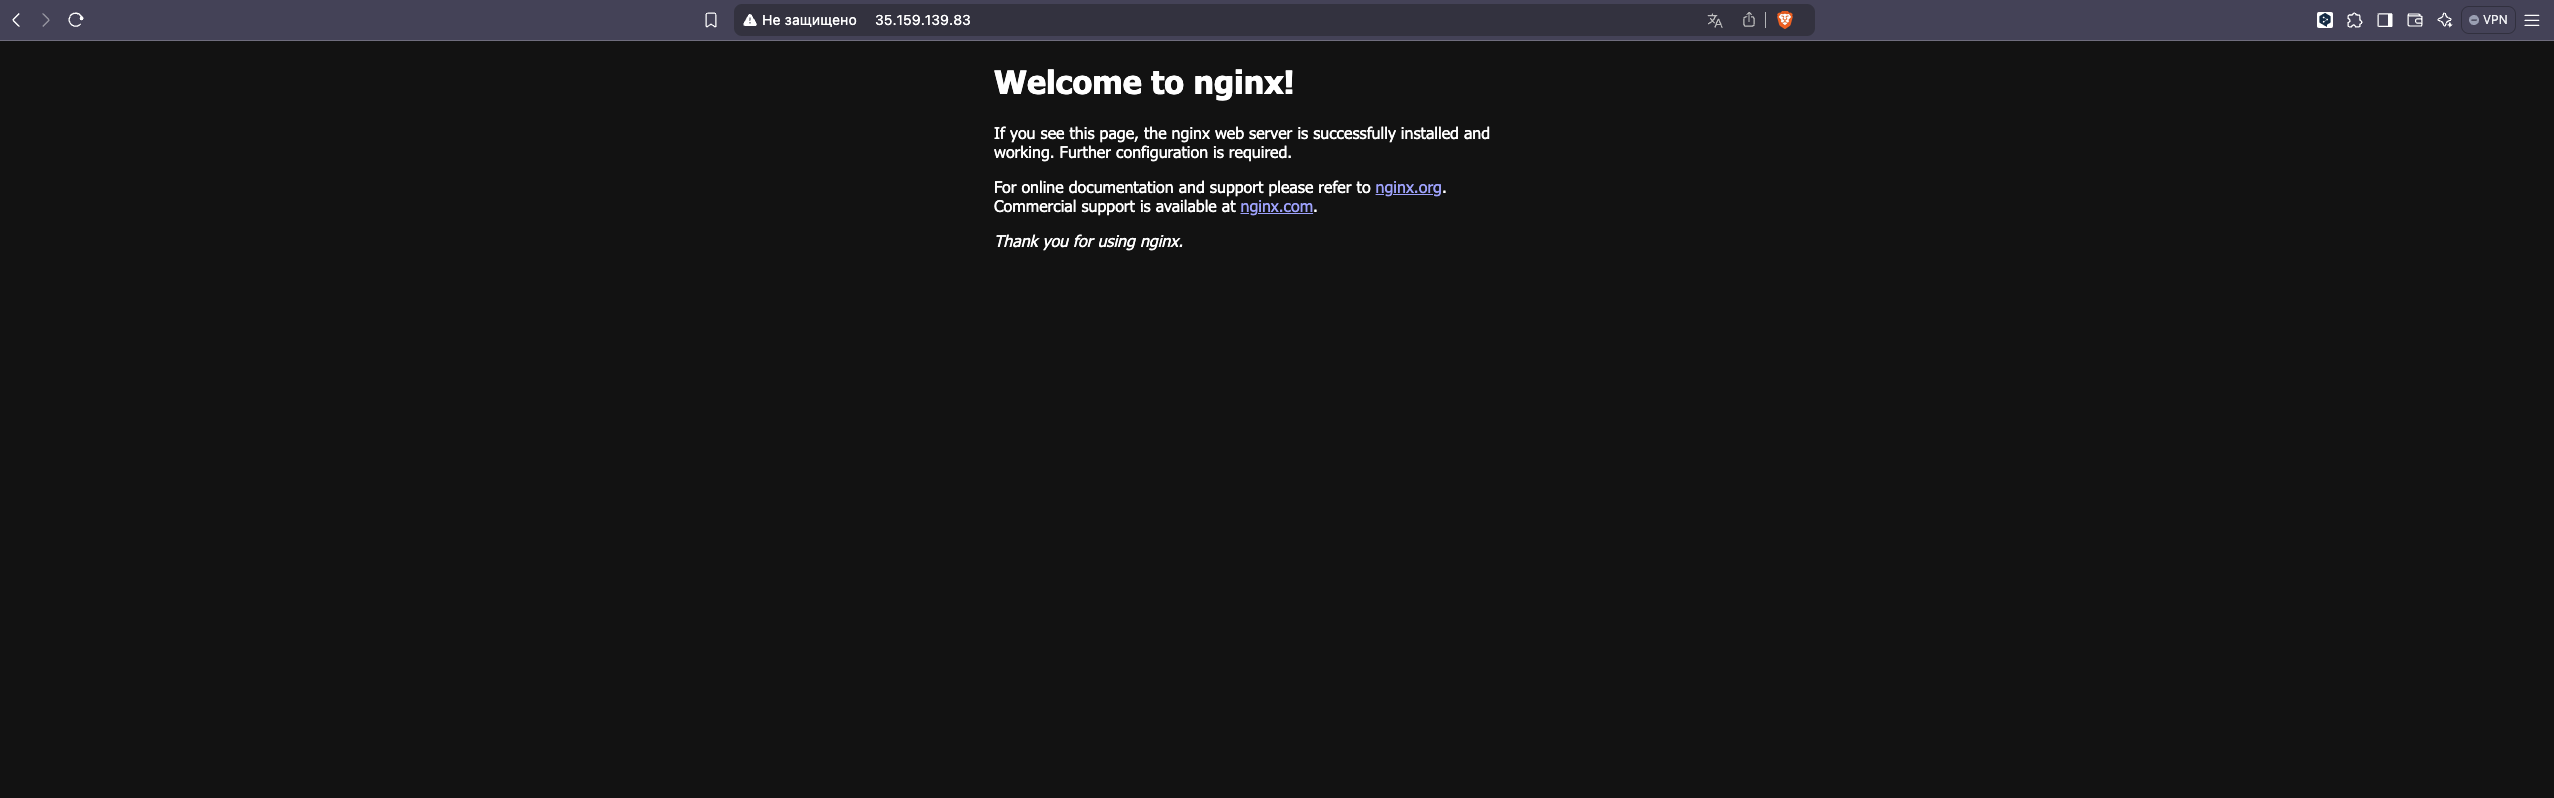 Не защищено 35.159.139.83
VPN
Welcome to nginx!
If you see this page, the nginx web server is successfully installed and
working. Further configuration is required.
For online documentation and support please refer to nginx.org.
Commercial support is available at nginx.com.
Thank you for using nginx.